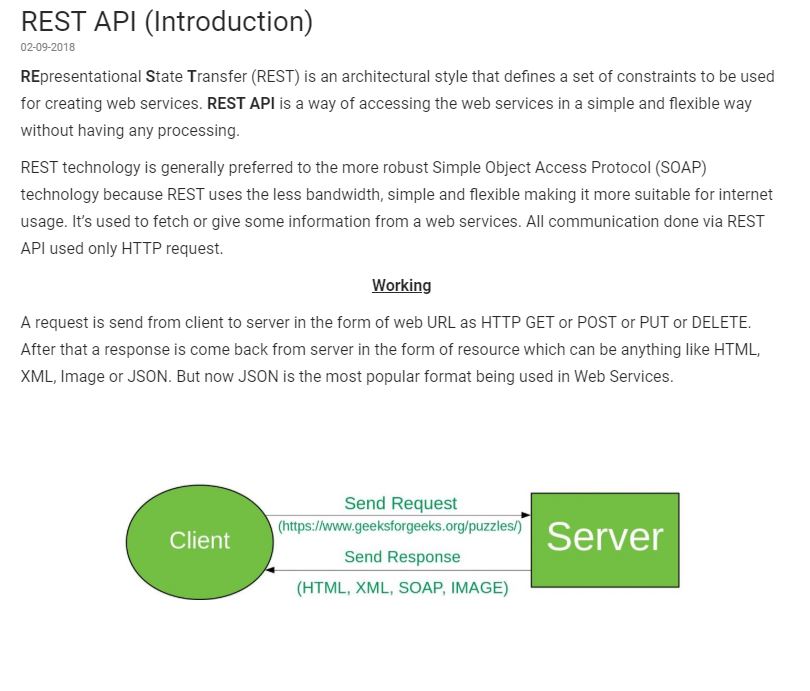 REST API (Introduction)
02-09-2018
REpresentational State Transfer (REST) is an architectural style that defines a set of constraints to be used
for creating web services. REST API is a way of accessing the web services in a simple and flexible way
without having any processing.
REST technology is generally preferred to the more robust Simple Object Access Protocol (SOAP)
technology because REST uses the less bandwidth, simple and flexible making it more suitable for internet
usage. It’s used to fetch or give some information from a web services. All communication done via REST
API used only HTTP request.
Working
A request is send from client to server in the form of web URL as HTTP GET or POST or PUT or DELETE.
After that a response is come back from server in the form of resource which can be anything like HTML,
XML, Image or JSON. But now JSON is the most popular format being used in Web Services.
Client
Send Request
(https://www.geeksforgeeks.org/puzzles/)
Send Response
(HTML, XML, SOAP, IMAGE)
Server